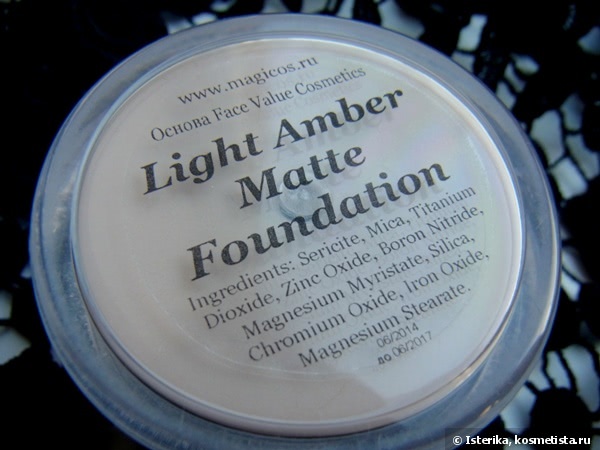 www.magicos.ru
Основа Face Value Cosmetics
Light Amber
Matte
Foundation
Ingredients: Sericite, Mica, Titanium
Dioxide, Zinc Oxide, Boron Nitride,
Magnesium Myristate, Silica,
Chromium Oxide, Iron Oxide,
Magnesium Stearate.
06/2014
до 06/2017
© Isterika, kosmetista.ru